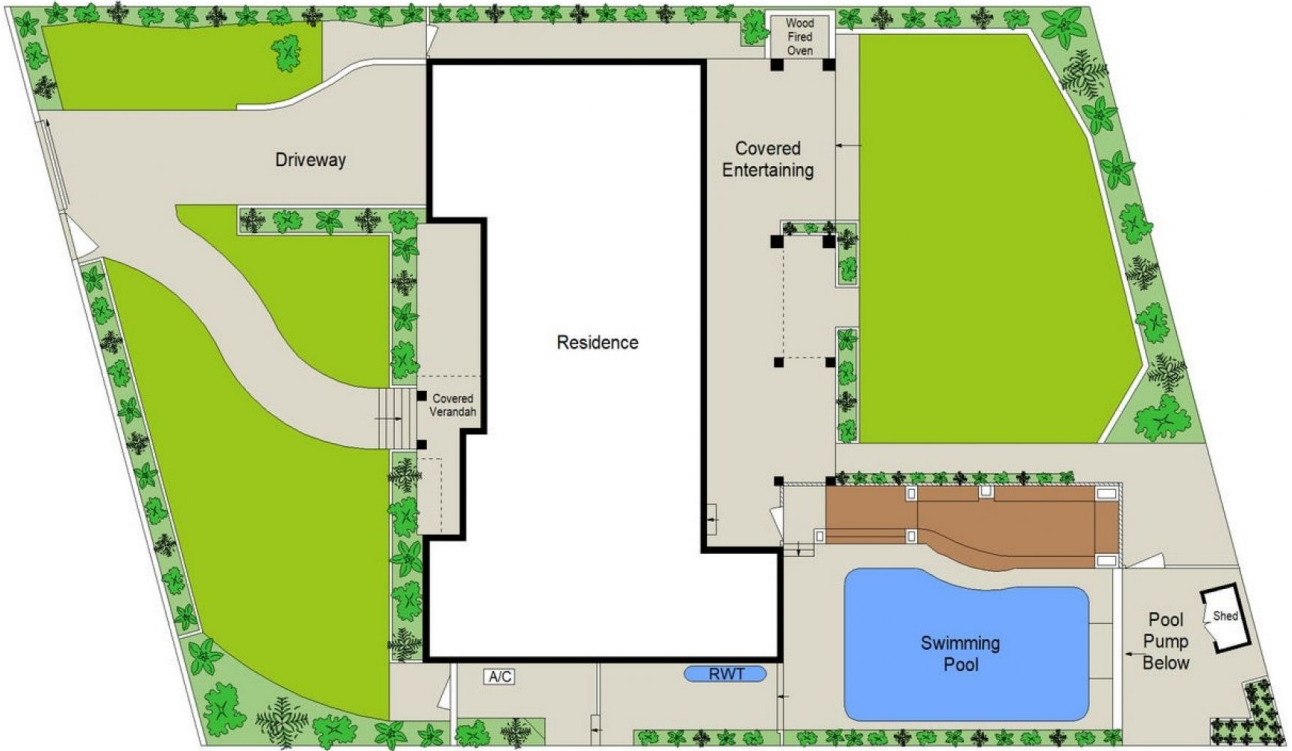 Wood
Fired
Oven
Driveway
Covered
Entertaining
Residence
Covered
Verandah
Swimming
Pool
Pool
Pump
Below
Shed
A/C
RWT